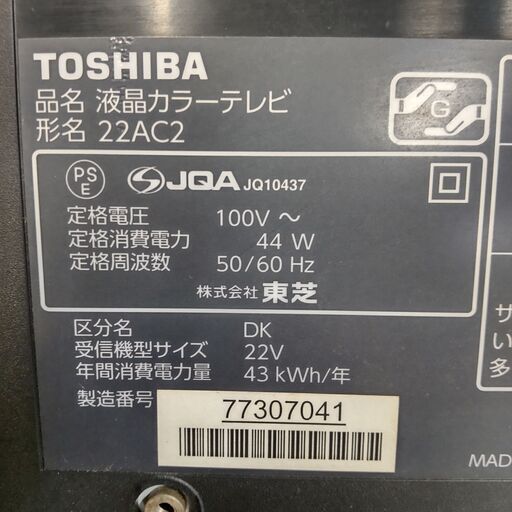 TOSHIBA
品名 液晶カラーテレビ
形名 22AC2
G
PS
E
JQA JQ10437
定格電圧 100V ～
定格消費電力 44 W
定格周波数 50/60 Hz
株式会社 東芝
区分名 DK
受信機型サイズ 22V
年間消費電力量 43 kWh/年
製造番号 77307041
サ
い
多
MAD